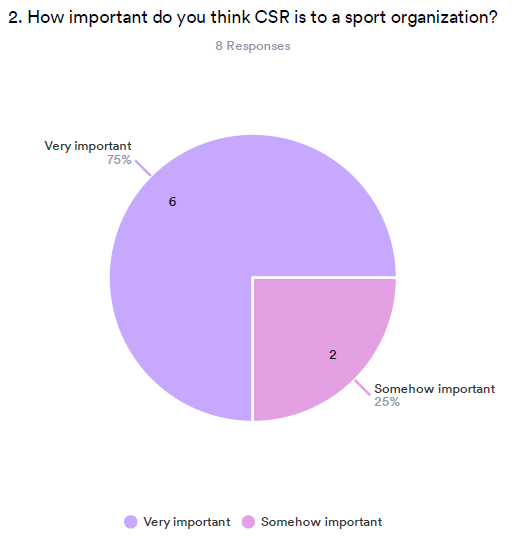 2. How important do you think CSR is to a sport organization?
8 Responses
Very important
75%
6
2
Somehow important
25%
Very important
Somehow important